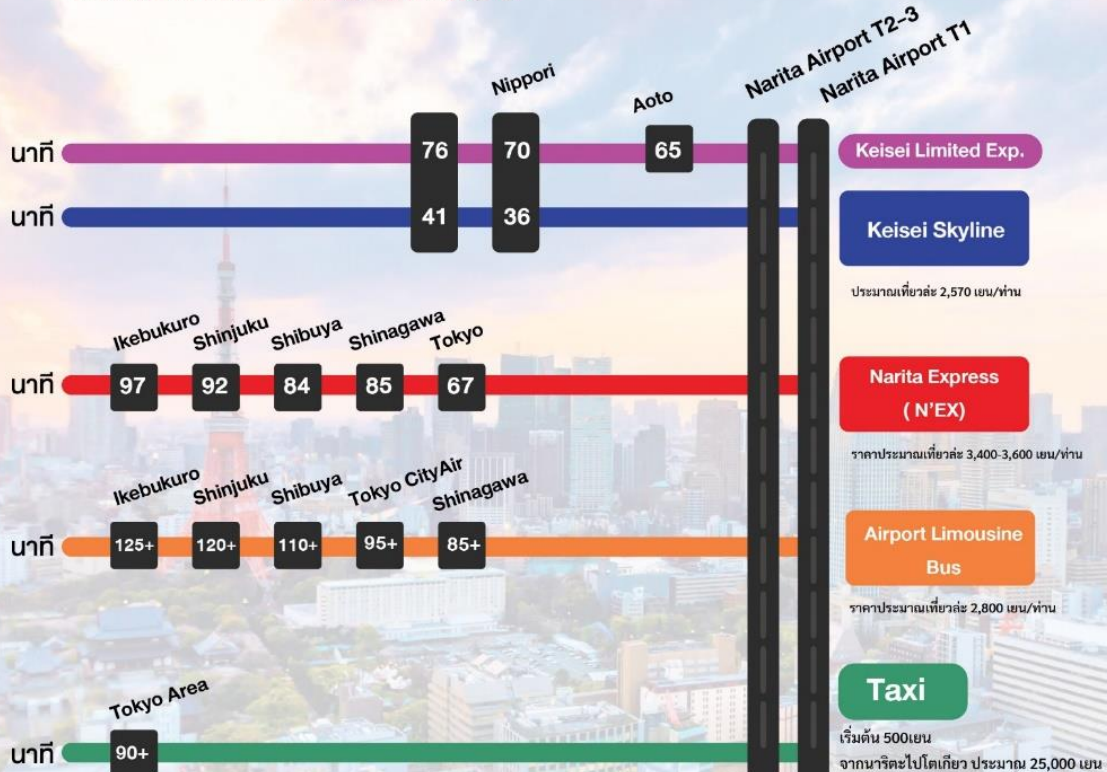 Narita Airport T2-3
Narita Airport T1
Nippori
Aoto
นาที
76
70
65
Keisei Limited Exp.
นาที
41
36
Keisei Skyline
ประมาณเที่ยวล่ะ 2,570 เยน/ท่าน
Ikebukuro
Shinjuku
Shibuya
Shinagawa
Tokyo
นาที
97
92
84
85
67
Narita Express
( N'EX)
ราคาประมาณเที่ยวล่ะ 3,400-3,600 เยน/ท่าน
Ikebukuro
Shinjuku
Shibuya
Tokyo CityAir
Shinagawa
นาที
125+
120+
110+
95+
85+
Airport Limousine
Bus
ราคาประมาณเที่ยวล่ะ 2,800 เยน/ท่าน
Tokyo Area
นาที
90+
Taxi
เริ่มต้น 500เยน
จากนาริตะไปโตเกียว ประมาณ 25,000 เยน